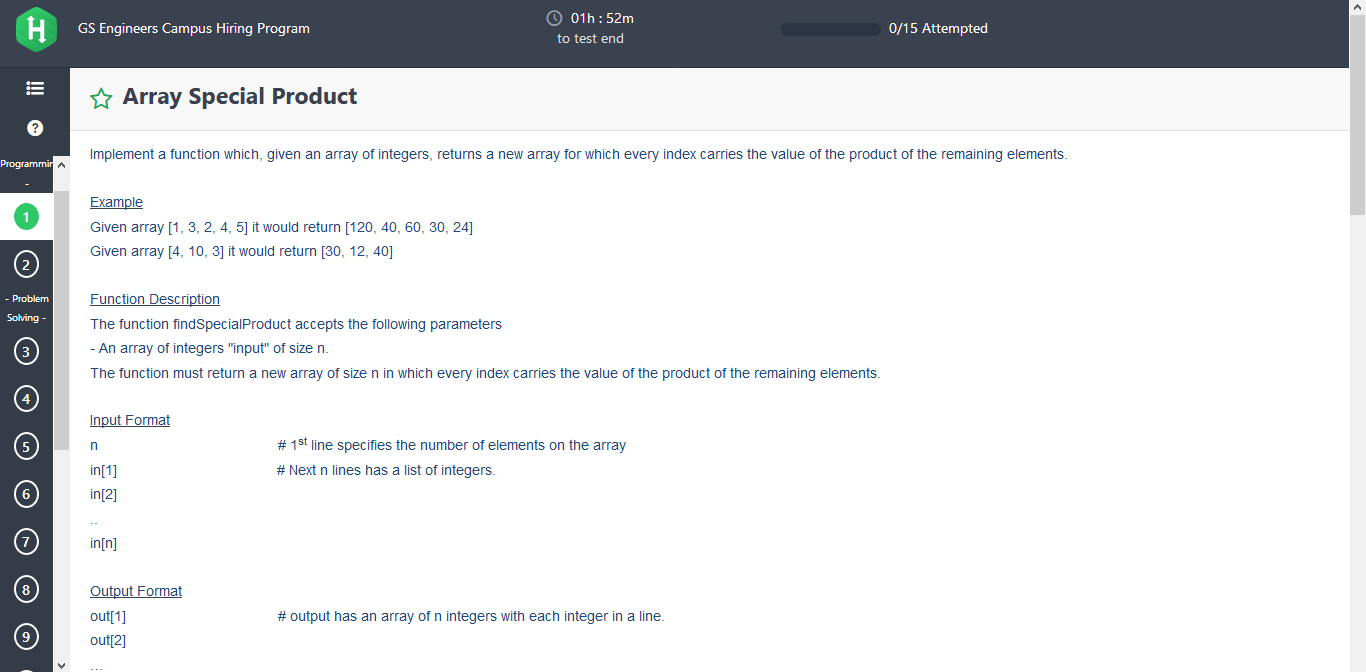 H
GS Engineers Campus Hiring Program
01h : 52m
to test end
0/15 Attempted
?
Programmin
-
1
2
- Problem
Solving -
3
4
5
6
7
8
9
Array Special Product
Implement a function which, given an array of integers, returns a new array for which every index carries the value of the product of the remaining elements.
Example
Given array [1, 3, 2, 4, 5] it would return [120, 40, 60, 30, 24]
Given array [4, 10, 3] it would return [30, 12, 40]
Function Description
The function findSpecialProduct accepts the following parameters
- An array of integers "input" of size n.
The function must return a new array of size n in which every index carries the value of the product of the remaining elements.
Input Format
n # 1st line specifies the number of elements on the array
in[1] # Next n lines has a list of integers.
in[2]
..
in[n]
Output Format
out[1] # output has an array of n integers with each integer in a line.
out[2]
...